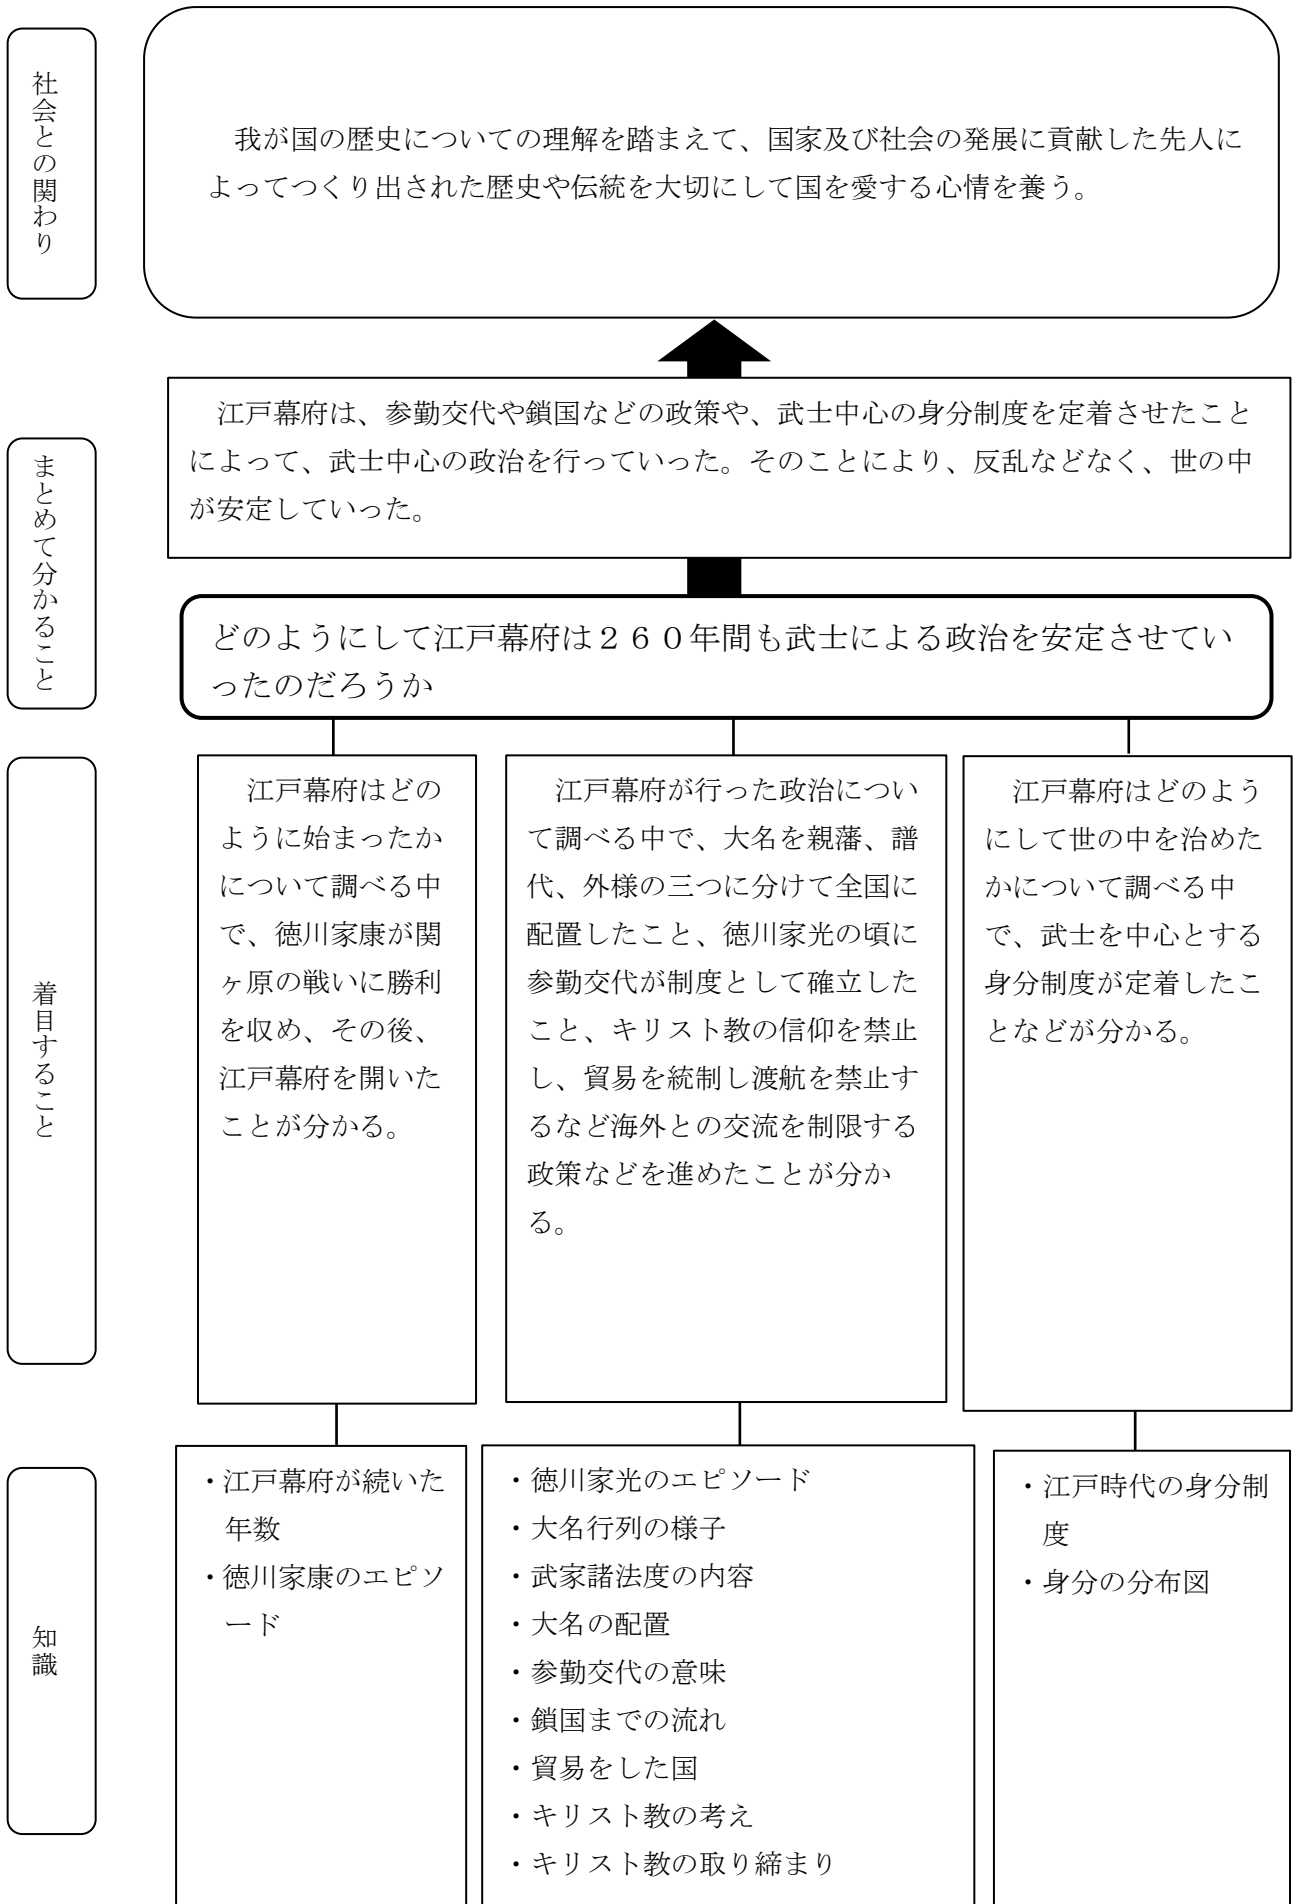 社会との関わり
我が国の歴史についての理解を踏まえて、国家及び社会の発展に貢献した先人に
よってつくり出された歴史や伝統を大切にして国を愛する心情を養う。
まとめて分かること
江戸幕府は、参勤交代や鎖国などの政策や、武士中心の身分制度を定着させたこと
によって、武士中心の政治を行っていった。そのことにより、反乱などなく、世の中
が安定していった。
どのようにして江戸幕府は２６０年間も武士による政治を安定させてい
ったのだろうか
着目すること
江戸幕府はどの
ように始まったか
について調べる中
で、徳川家康が関
ヶ原の戦いに勝利
を収め、その後、
江戸幕府を開いた
ことが分かる。
江戸幕府が行った政治につい
て調べる中で、大名を親藩、譜
代、外様の三つに分けて全国に
配置したこと、徳川家光の頃に
参勤交代が制度として確立した
こと、キリスト教の信仰を禁止
し、貿易を統制し渡航を禁止す
るなど海外との交流を制限する
政策などを進めたことが分か
る。
江戸幕府はどのよう
にして世の中を治めた
かについて調べる中
で、武士を中心とする
身分制度が定着したこ
となどが分かる。
知識
・江戸幕府が続いた
年数
・徳川家康のエピソ
ード
・徳川家光のエピソード
・大名行列の様子
・武家諸法度の内容
・大名の配置
・参勤交代の意味
・鎖国までの流れ
・貿易をした国
・キリスト教の考え
・キリスト教の取り締まり
・江戸時代の身分制
度
・身分の分布図